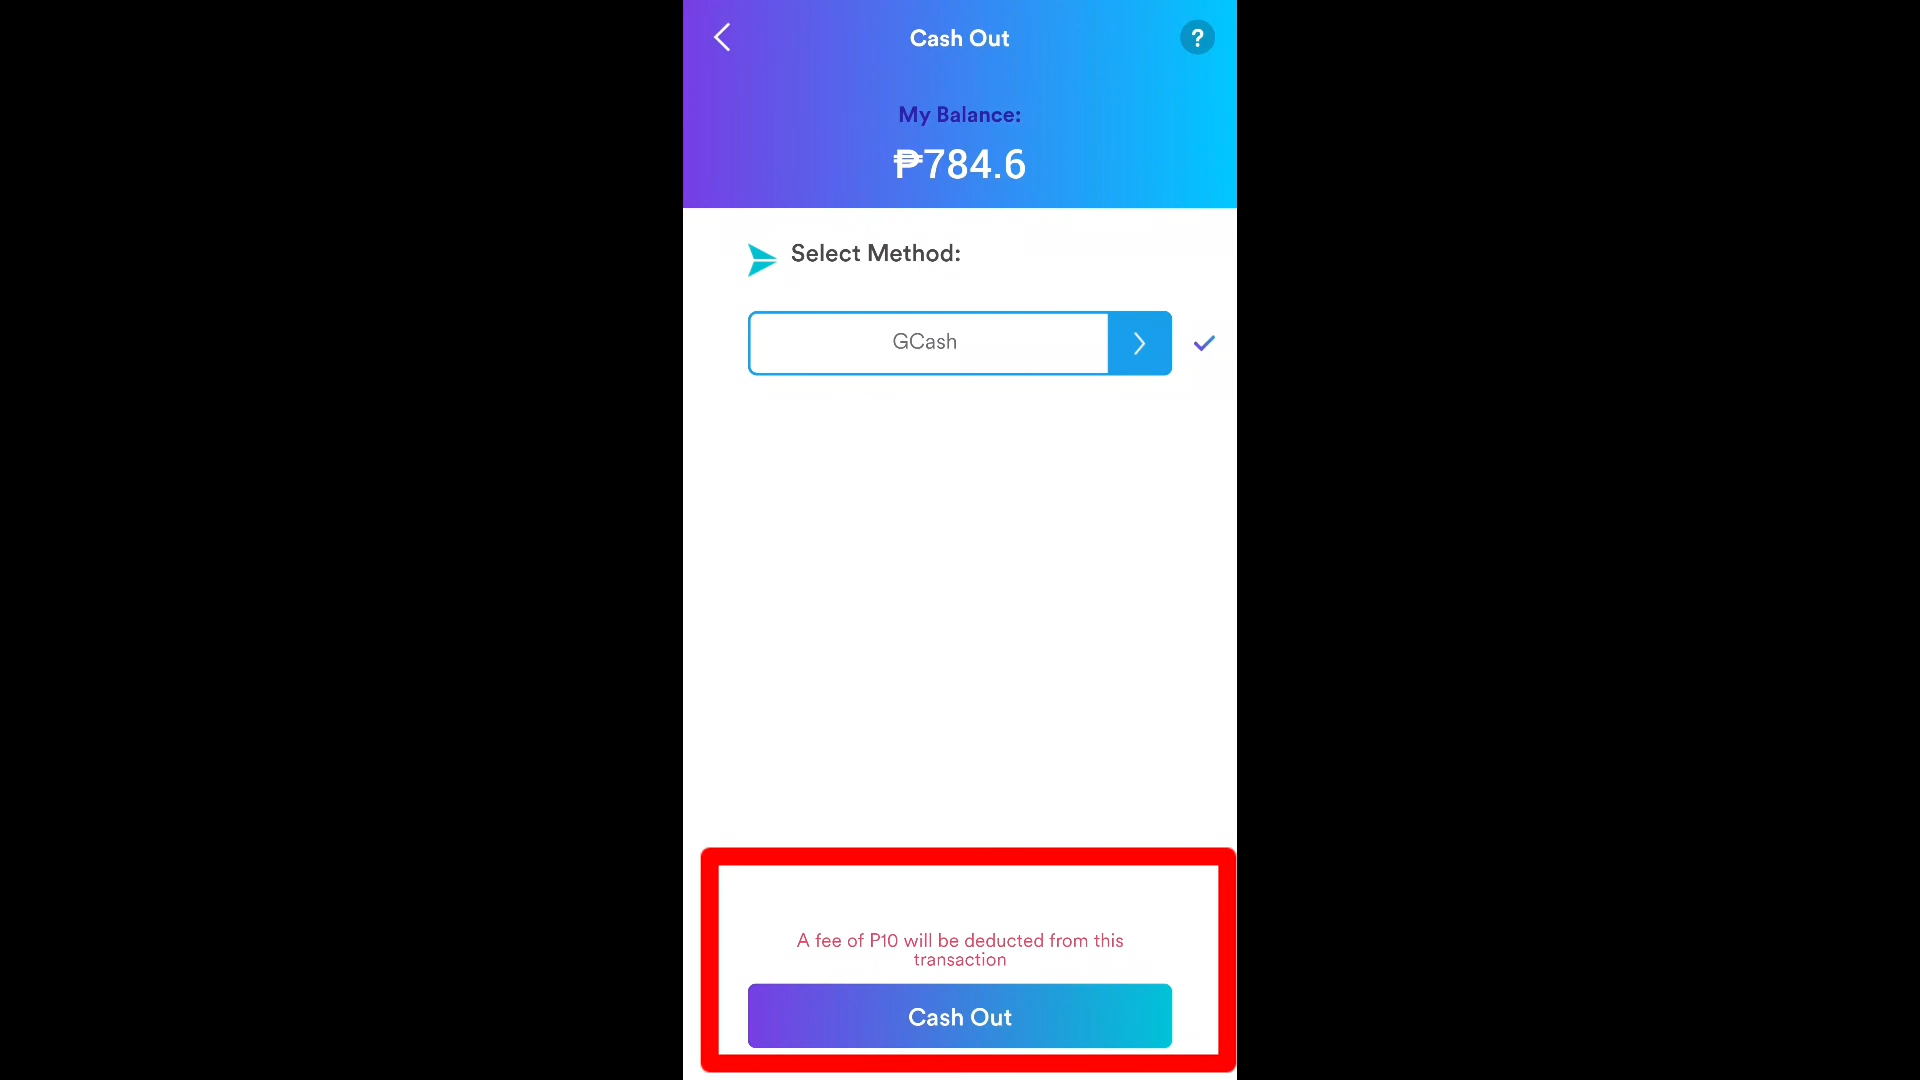 Cash Out
?
My Balance:
₱784.6
Select Method:
GCash
A fee of P10 will be deducted from this
transaction
Cash Out